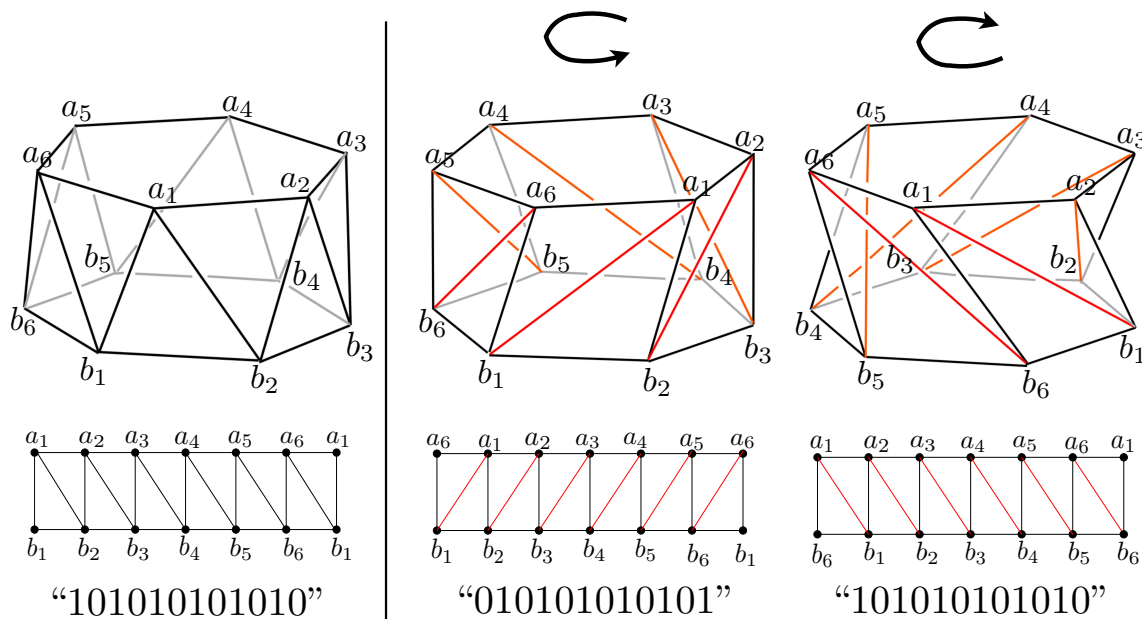 a₅ a₄ a₃ a₆ a₁ a₂ b₅ b₄ b₆ b₃ b₁ b₂
a₄ a₃ a₂ a₅ a₆ a₁ b₅ b₄ b₆ b₃ b₁ b₂
a₅ a₄ a₃ a₆ a₁ a₂ b₃ b₂ b₄ b₁ b₅ b₆
a₁ a₂ a₃ a₄ a₅ a₆ a₁
b₁ b₂ b₃ b₄ b₅ b₆ b₁
“101010101010”
a₆ a₁ a₂ a₃ a₄ a₅ a₆
b₁ b₂ b₃ b₄ b₅ b₆ b₁
“010101010101”
a₁ a₂ a₃ a₄ a₅ a₆ a₁
b₆ b₁ b₂ b₃ b₄ b₅ b₆
“101010101010”